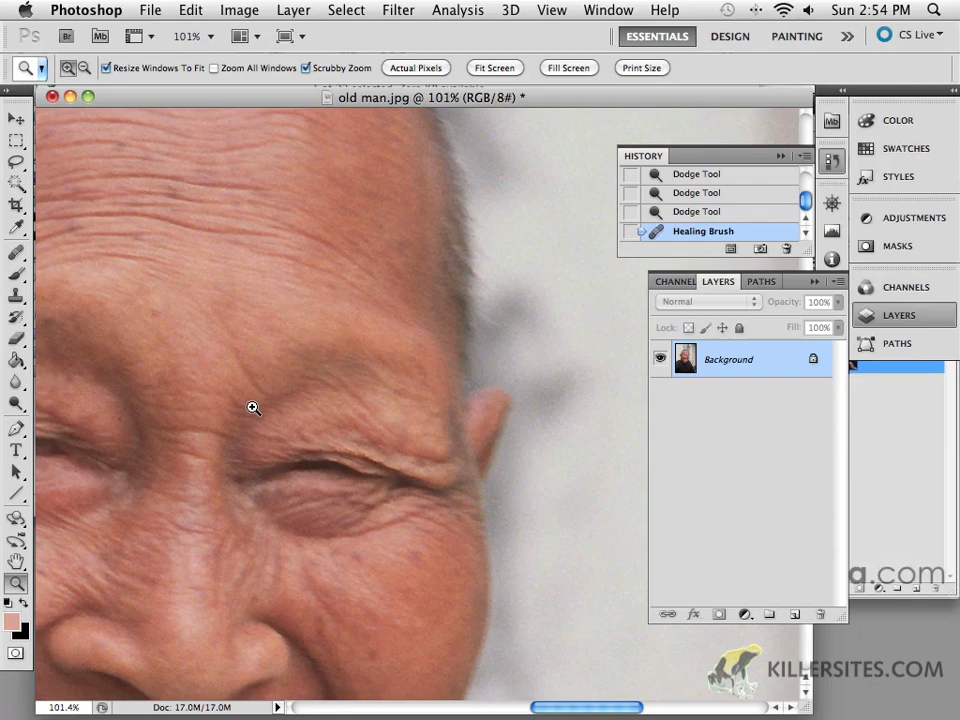 Photoshop File Edit Image Layer Select Filter Analysis 3D View Window Help Sun 2:54 PM
Ps Br Mb 101% ESSENTIALS DESIGN PAINTING CS Live
Resize Windows To Fit Zoom All Windows Scrubby Zoom Actual Pixels Fit Screen Fill Screen Print Size
old man.jpg @ 101% (RGB/8#) *
HISTORY
Dodge Tool
Dodge Tool
Dodge Tool
Healing Brush
CHANNEL LAYERS PATHS
Normal Opacity: 100%
Lock: Fill: 100%
Background
Mb COLOR
SWATCHES
STYLES
ADJUSTMENTS
MASKS
CHANNELS
LAYERS
PATHS
g.com
KILLERSITES.COM
101.4% Doc: 17.0M/17.0M